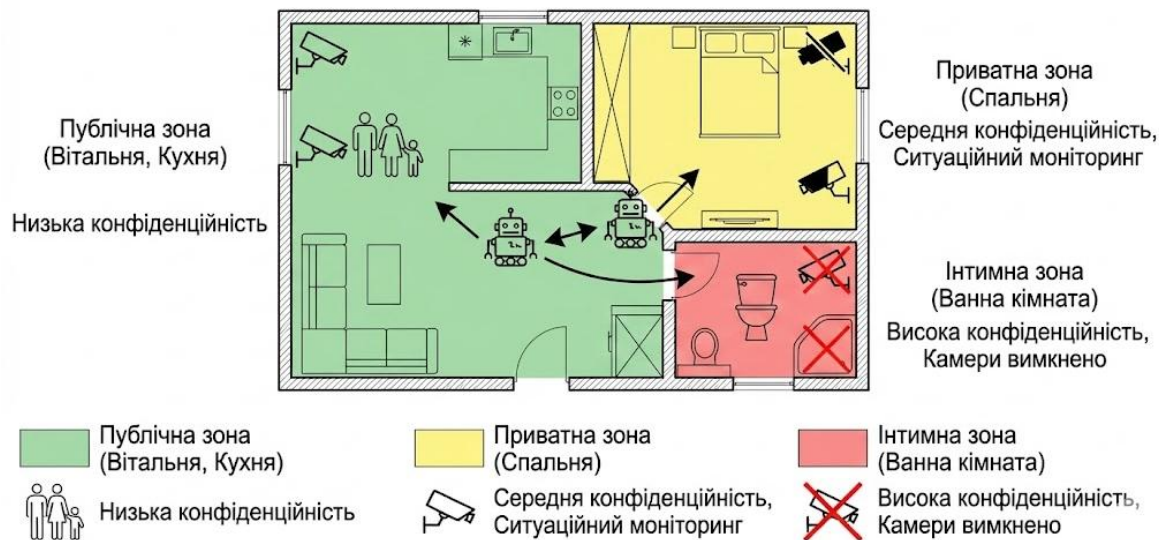 Публічна зона
(Вітальня, Кухня)
Низька конфіденційність
Приватна зона
(Спальня)
Середня конфіденційність,
Ситуаційний моніторинг
Інтимна зона
(Ванна кімната)
Висока конфіденційність,
Камери вимкнено
Публічна зона
(Вітальня, Кухня)
Приватна зона
(Спальня)
Інтимна зона
(Ванна кімната)
Низька конфіденційність
Середня конфіденційність,
Ситуаційний моніторинг
Висока конфіденційність,
Камери вимкнено